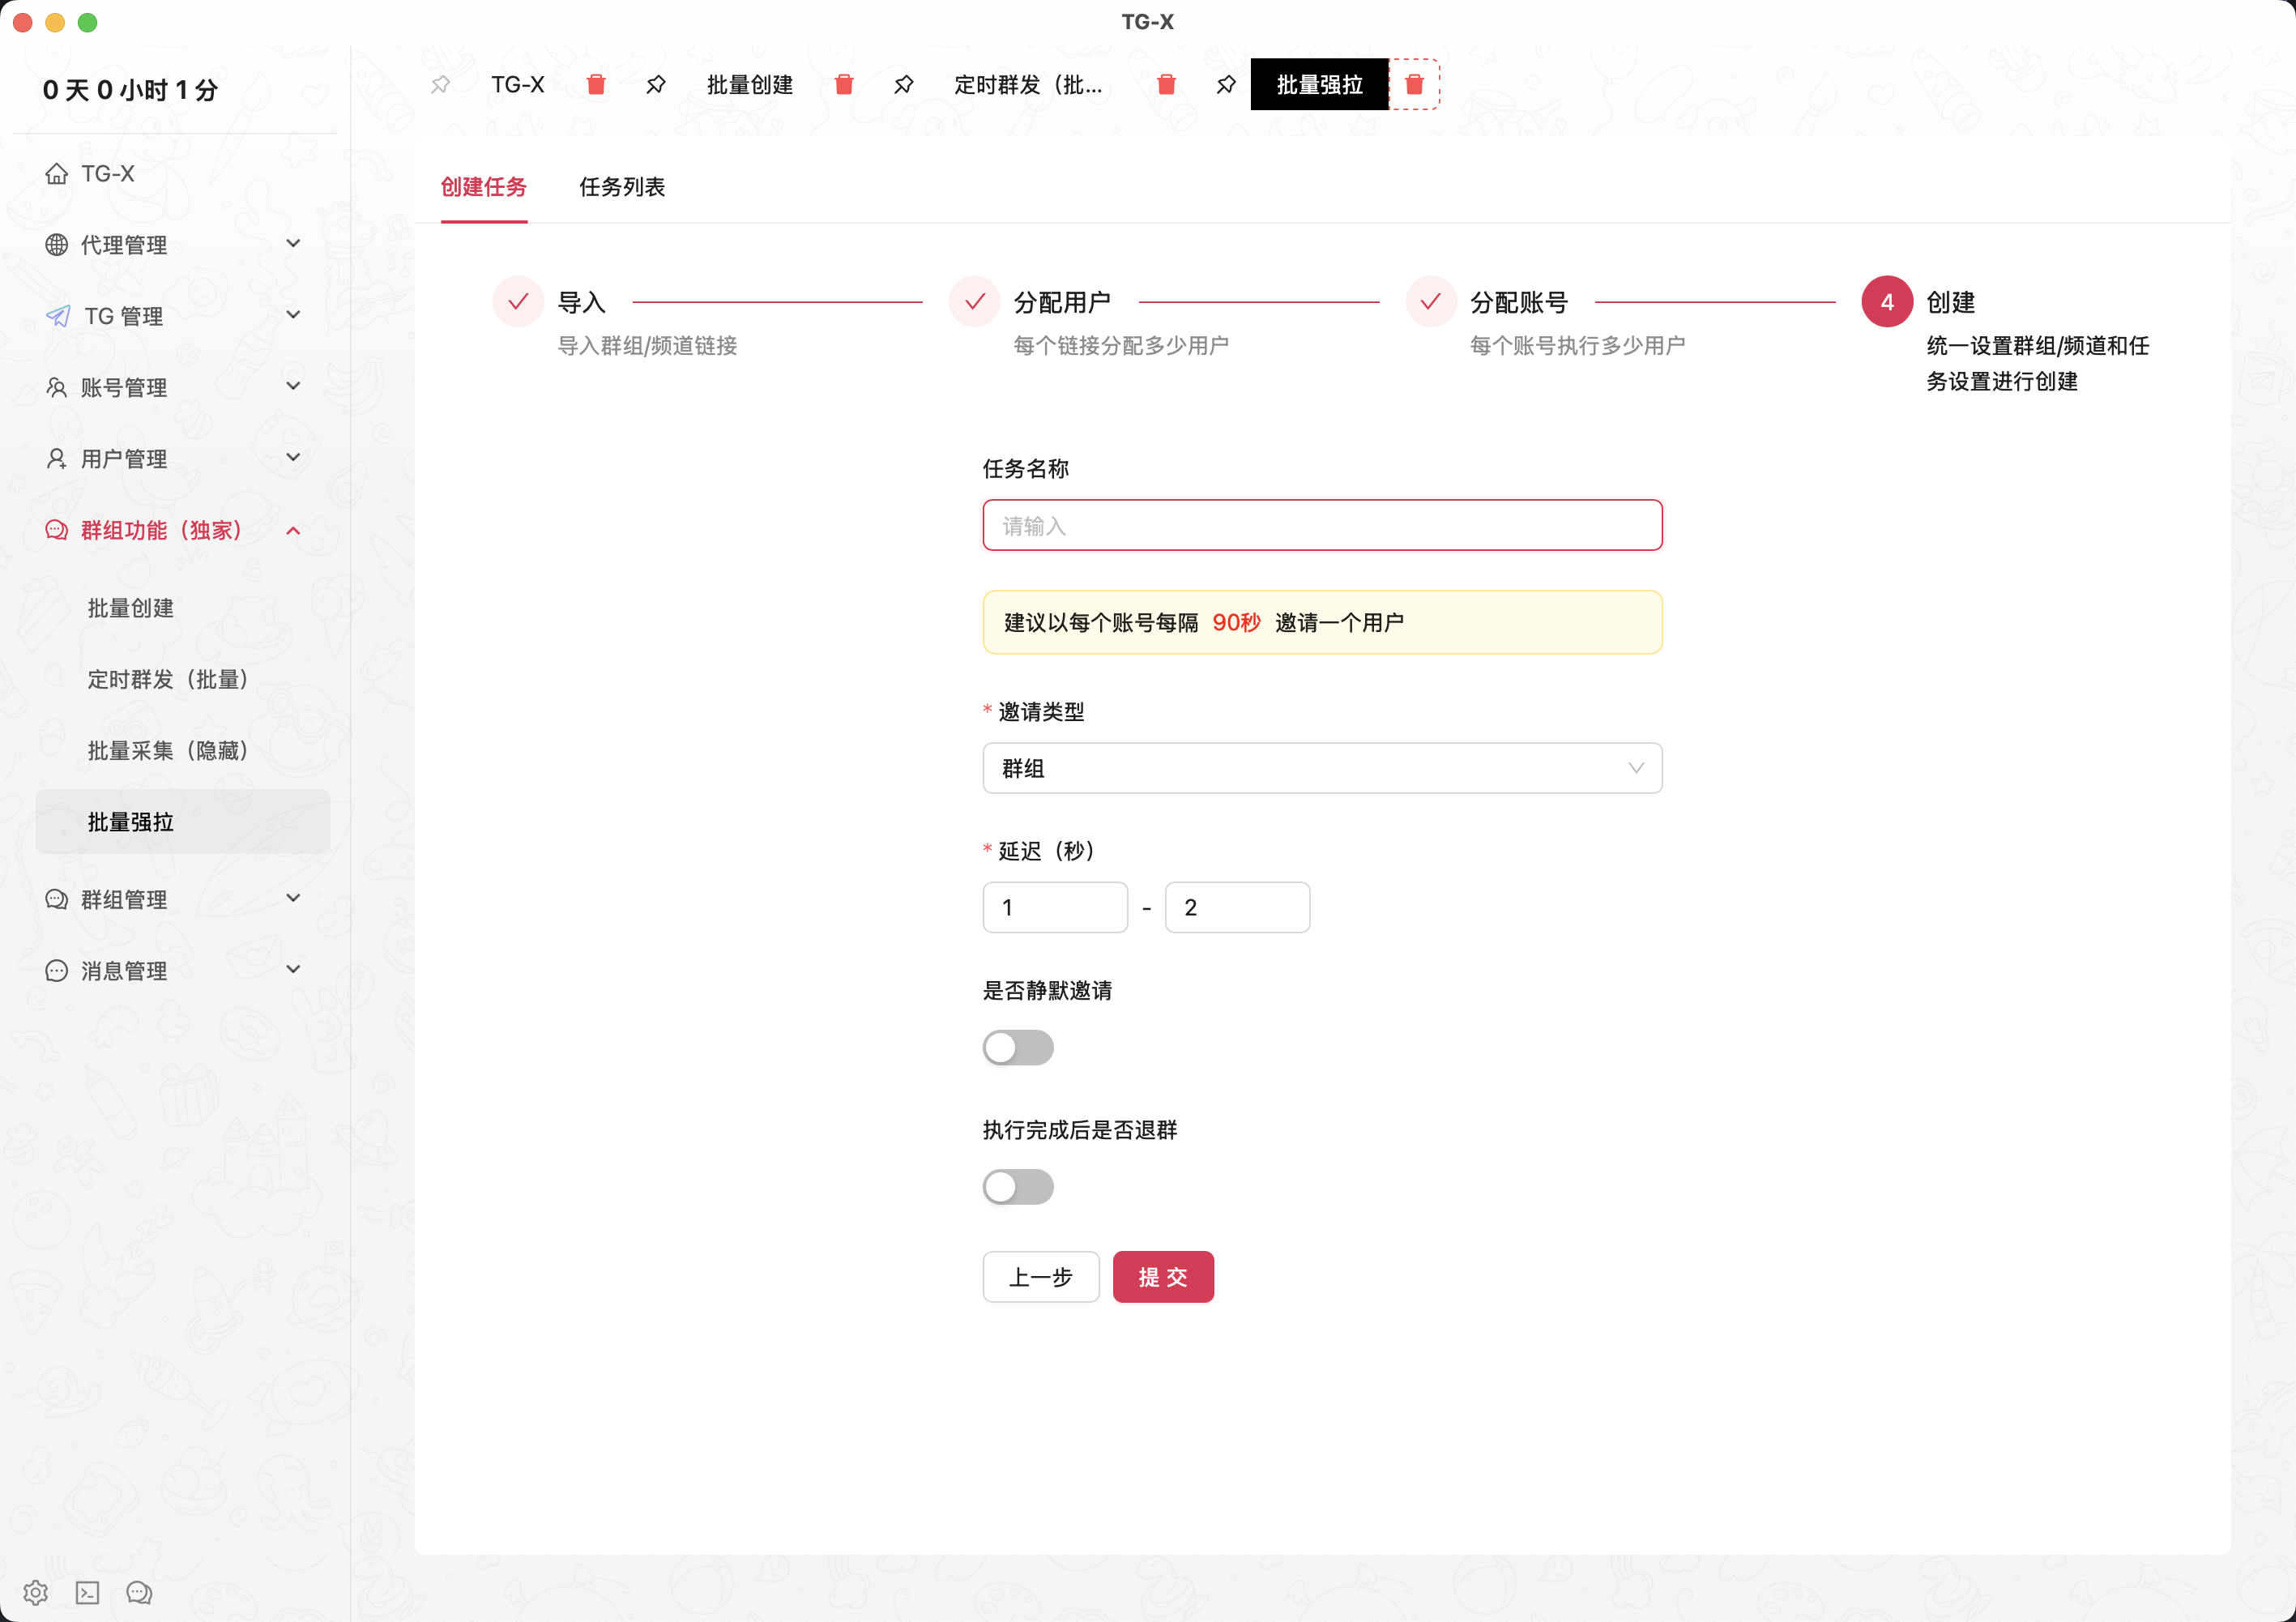 TG-X
0 天 0 小时 1 分
TG-X
批量创建
定时群发（批...
批量强拉
TG-X
代理管理
TG 管理
账号管理
用户管理
群组功能（独家）
批量创建
定时群发（批量）
批量采集（隐藏）
批量强拉
群组管理
消息管理
创建任务
任务列表
导入
导入群组/频道链接
分配用户
每个链接分配多少用户
分配账号
每个账号执行多少用户
4
创建
统一设置群组/频道和任
务设置进行创建
任务名称
请输入
建议以每个账号每隔 90秒 邀请一个用户
* 邀请类型
群组
* 延迟（秒）
1 - 2
是否静默邀请
执行完成后是否退群
上一步
提 交